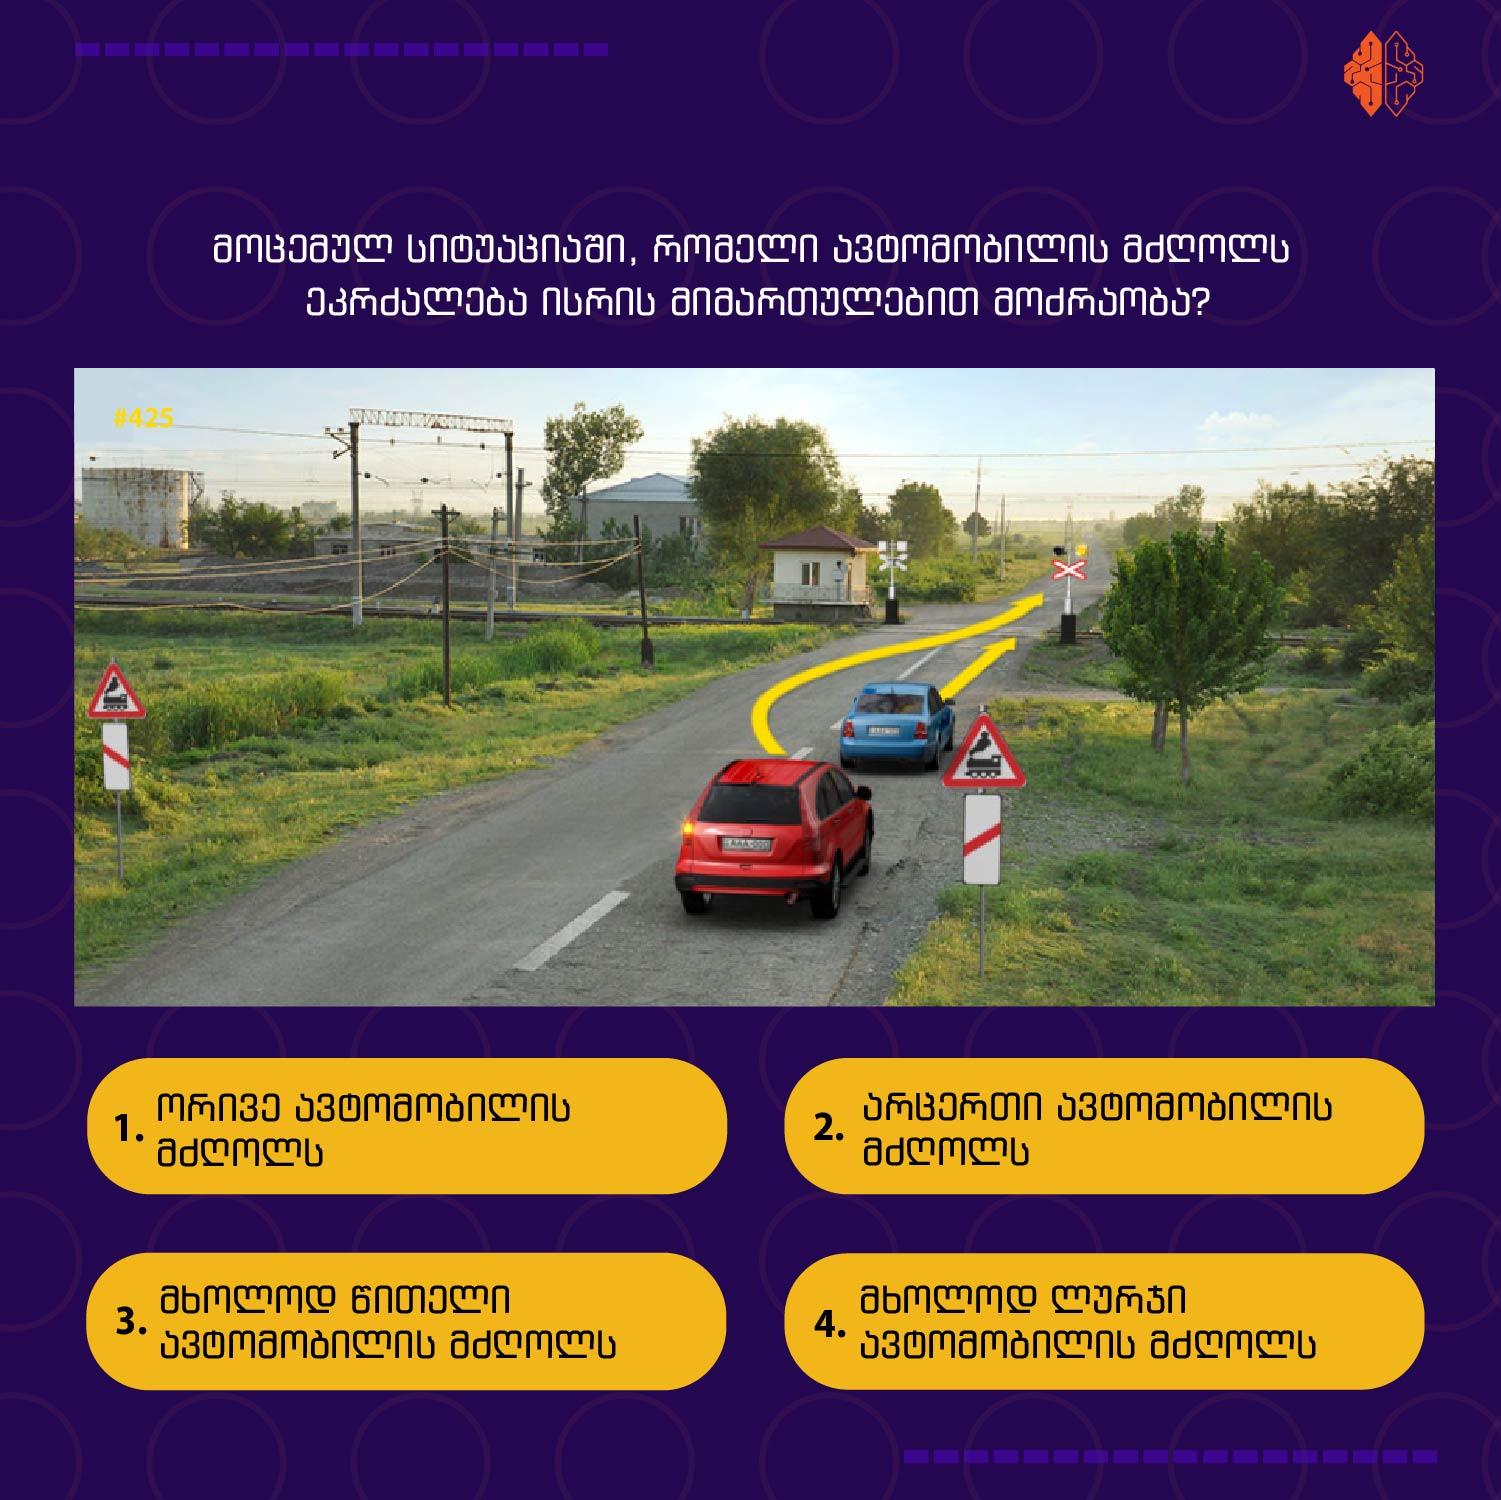 მოცემულ სიტუაციაში, რომელი ავტომობილის მძღოლს
ეკრძალება ისრის მიმართულებით მოძრაობა?
#425
1. ორივე ავტომობილის
მძღოლს
2. არცერთი ავტომობილის
მძღოლს
3. მხოლოდ წითელი
ავტომობილის მძღოლს
4. მხოლოდ ლურჯი
ავტომობილის მძღოლს